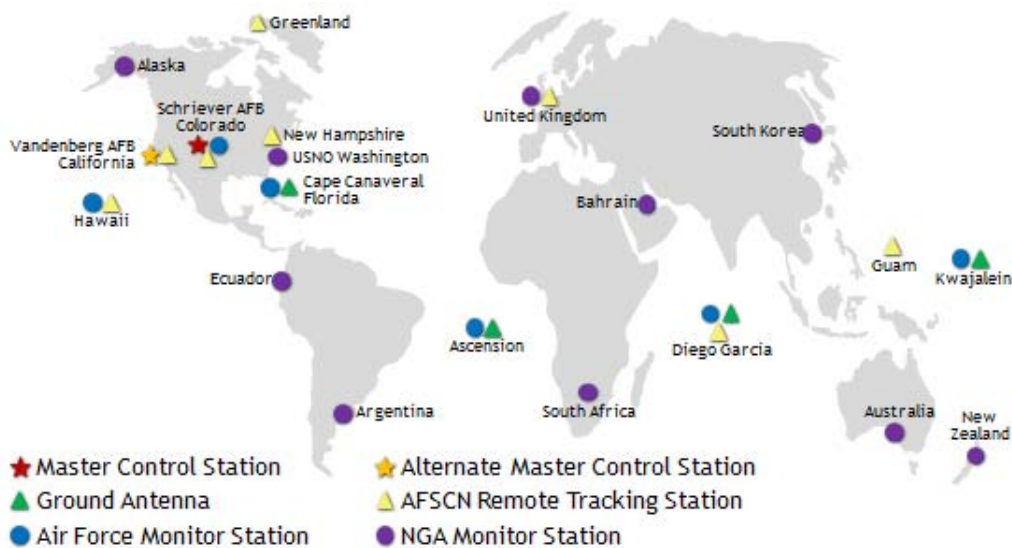 Greenland
Alaska
Schriever AFB
Colorado
United Kingdom
New Hampshire
South Korea
Vandenberg AFB
California
USNO Washington
Cape Canaveral
Florida
Hawaii
Bahrain
Guam
Kwajalein
Ecuador
Ascension
Diego Garcia
Argentina
South Africa
Australia
New
Zealand
Master Control Station
Alternate Master Control Station
Ground Antenna
AFSCN Remote Tracking Station
Air Force Monitor Station
NGA Monitor Station